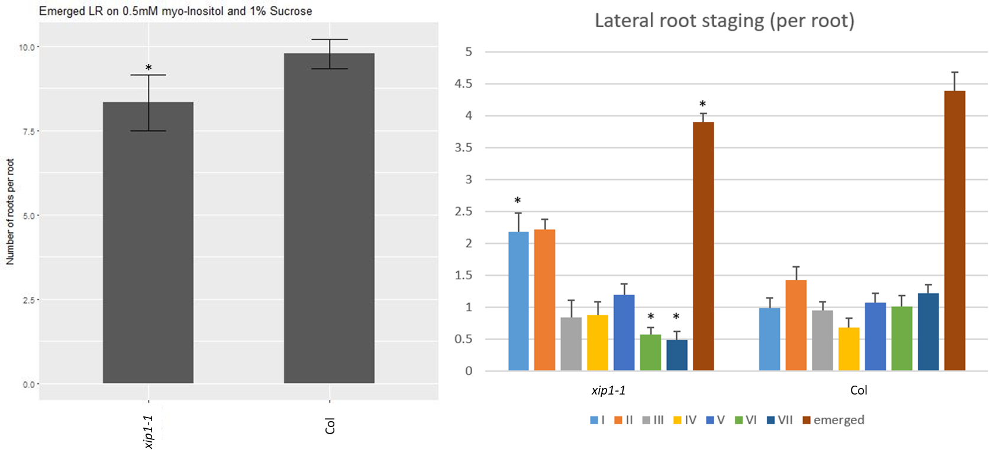 Emerged LR on 0.5mM myo-Inositol and 1% Sucrose
Number of roots per root
10.0
7.5
5.0
2.5
0.0
*
xip1-1
Col
Lateral root staging (per root)
5
4.5
4
3.5
3
2.5
2
1.5
1
0.5
0
*
*
*
*
xip1-1
Col
I II III IV V VI VII emerged